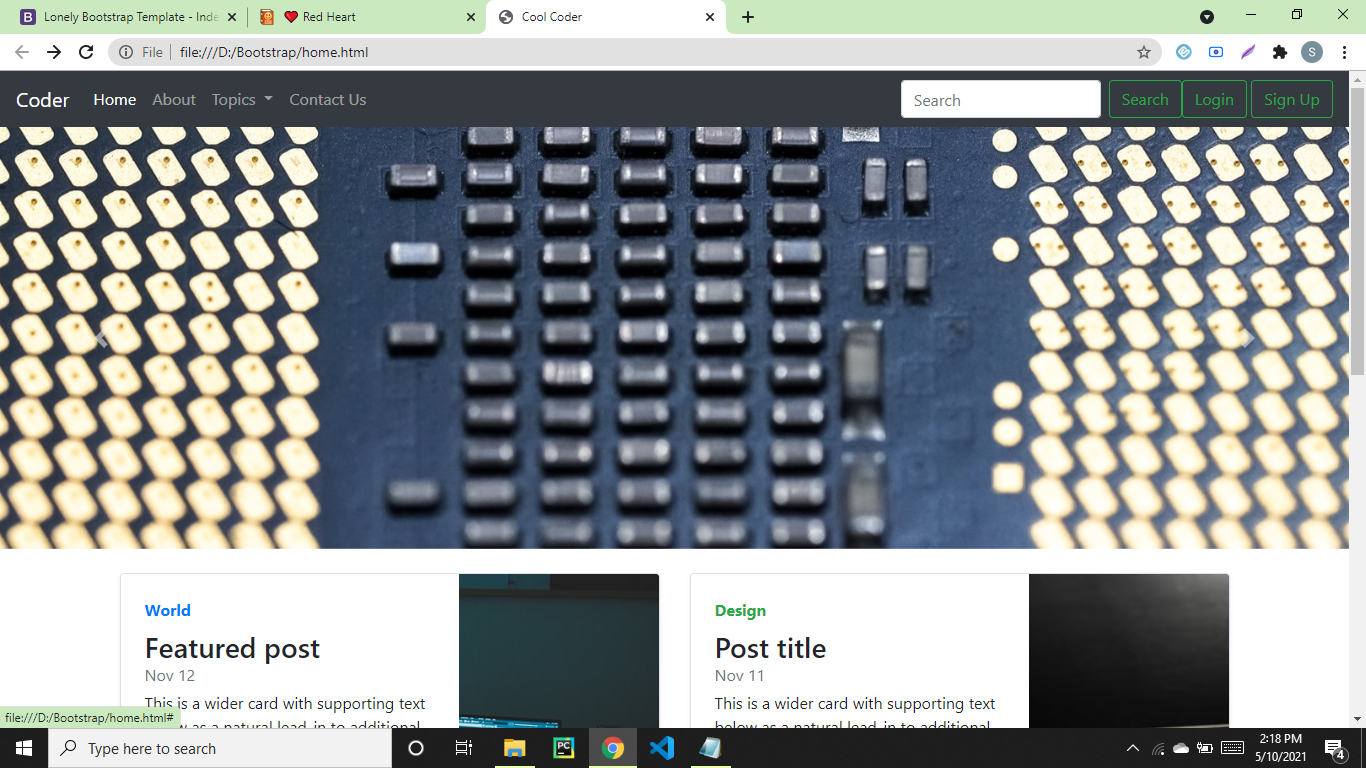 Lonely Bootstrap Template - Inde
Red Heart
Cool Coder
File
file:///D:/Bootstrap/home.html
S
Coder
Home
About
Topics
Contact Us
Search
Search
Login
Sign Up
World
Featured post
Nov 12
This is a wider card with supporting text
below as a natural lead-in to additional
Design
Post title
Nov 11
This is a wider card with supporting text
below as a natural lead-in to additional
file:///D:/Bootstrap/home.html#
Type here to search
PC
2:18 PM
5/10/2021
4